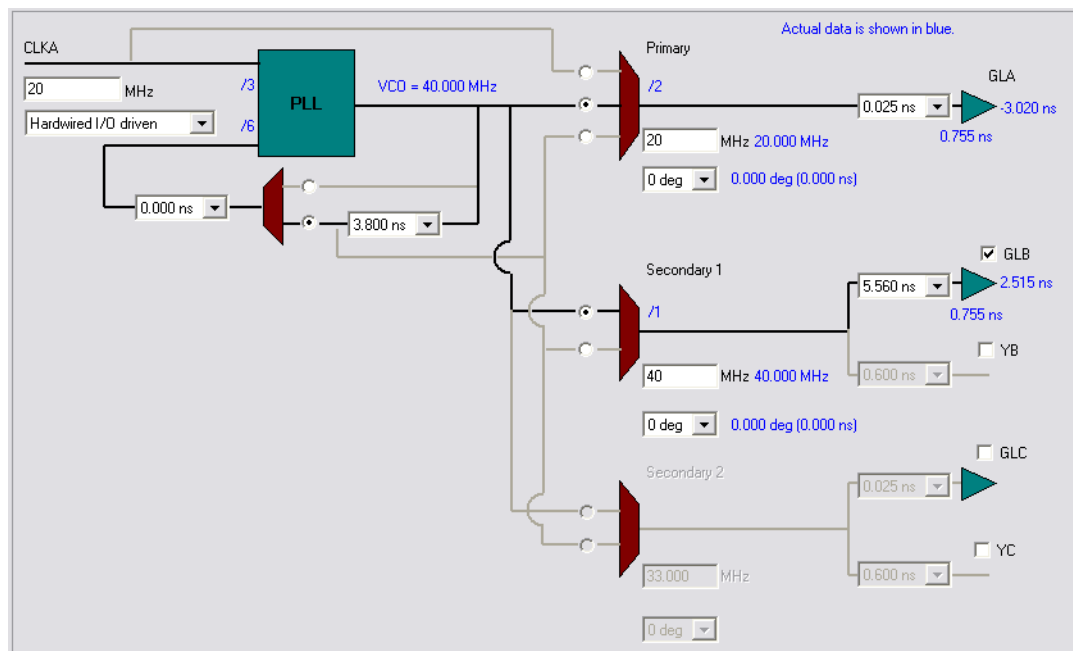 Actual data is shown in blue.
CLKA
20 MHz
Hardwired I/O driven
/3
/6
PLL
VCO = 40.000 MHz
0.000 ns
3.800 ns
Primary
/2
20 MHz 20.000 MHz
0 deg 0.000 deg (0.000 ns)
0.025 ns
GLA
-3.020 ns
0.755 ns
Secondary 1
/1
40 MHz 40.000 MHz
0 deg 0.000 deg (0.000 ns)
5.560 ns
GLB
2.515 ns
0.755 ns
YB
0.600 ns
Secondary 2
33.000 MHz
0 deg
GLC
0.025 ns
YC
0.600 ns